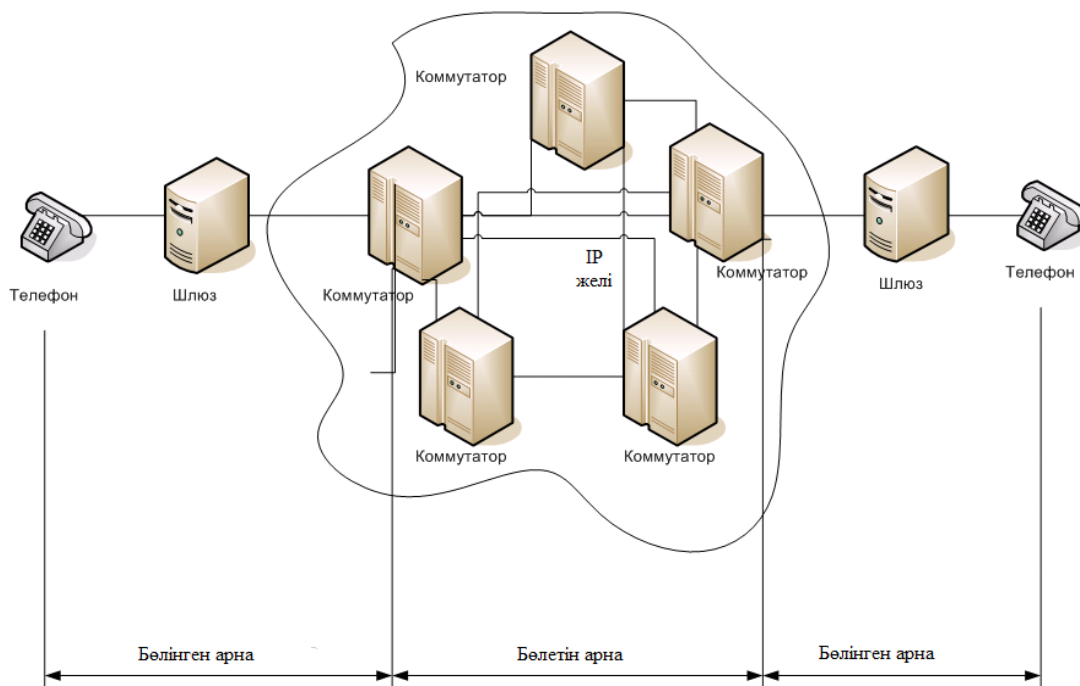 Коммутатор
IP
желі
Телефон
Шлюз
Коммутатор
Коммутатор
Шлюз
Телефон
Коммутатор
Коммутатор
Бөлінген арна
Бөлетін арна
Бөлінген арна